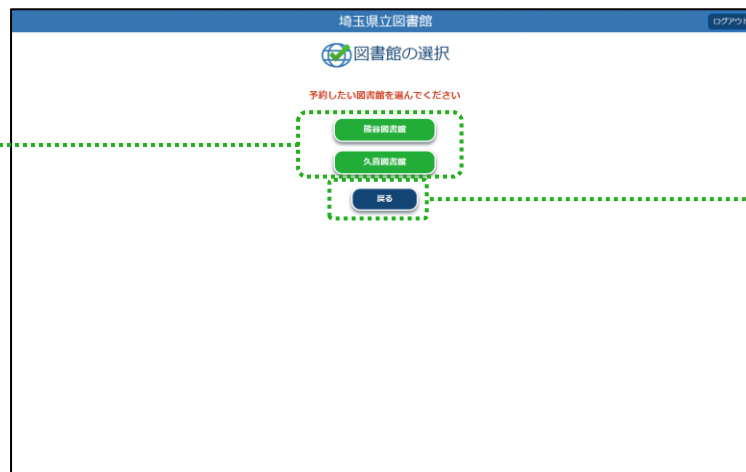 埼玉県立図書館
ログアウト
図書館の選択
予約したい図書館を選んでください
熊谷図書館
久喜図書館
戻る